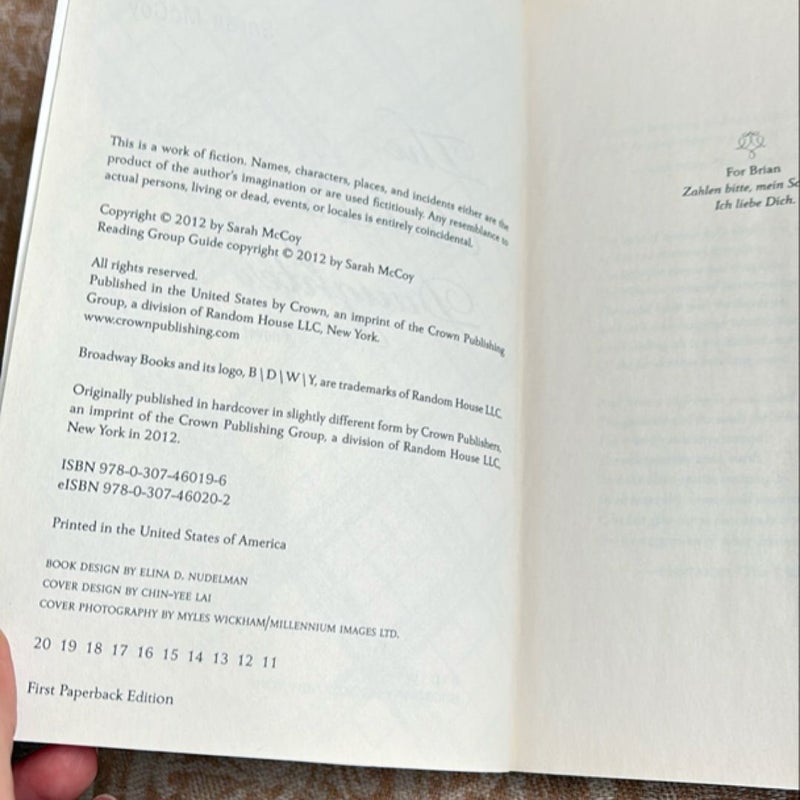 This is a work of fiction. Names, characters, places, and incidents either are the
product of the author's imagination or are used fictitiously. Any resemblance to
actual persons, living or dead, events, or locales is entirely coincidental.
Copyright © 2012 by Sarah McCoy
Reading Group Guide copyright © 2012 by Sarah McCoy
All rights reserved.
Published in the United States by Crown, an imprint of the Crown Publishing
Group, a division of Random House LLC, New York.
www.crownpublishing.com
Broadway Books and its logo, B | D | W | Y, are trademarks of Random House LLC.
Originally published in hardcover in slightly different form by Crown Publishers,
an imprint of the Crown Publishing Group, a division of Random House LLC,
New York in 2012.
ISBN 978-0-307-46019-6
eISBN 978-0-307-46020-2
Printed in the United States of America
BOOK DESIGN BY ELINA D. NUDELMAN
COVER DESIGN BY CHIN-YEE LAI
COVER PHOTOGRAPHY BY MYLES WICKHAM/MILLENNIUM IMAGES LTD.
20 19 18 17 16 15 14 13 12 11
First Paperback Edition
For Brian
Zahlen bitte, mein Sc
Ich liebe Dich.